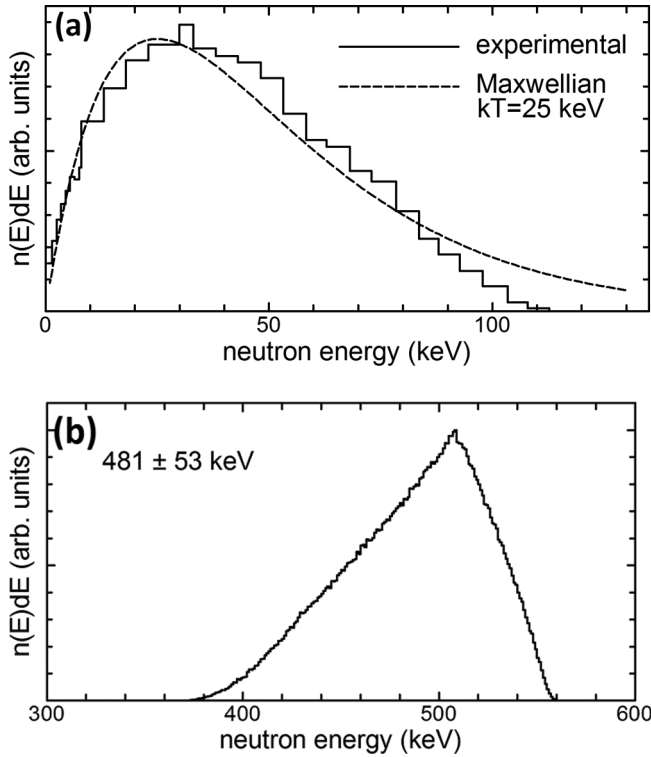 (a)
experimental
Maxwellian
kT=25 keV
n(E)dE (arb. units)
0 50 100
neutron energy (keV)
(b)
481 ± 53 keV
n(E)dE (arb. units)
300 400 500 600
neutron energy (keV)